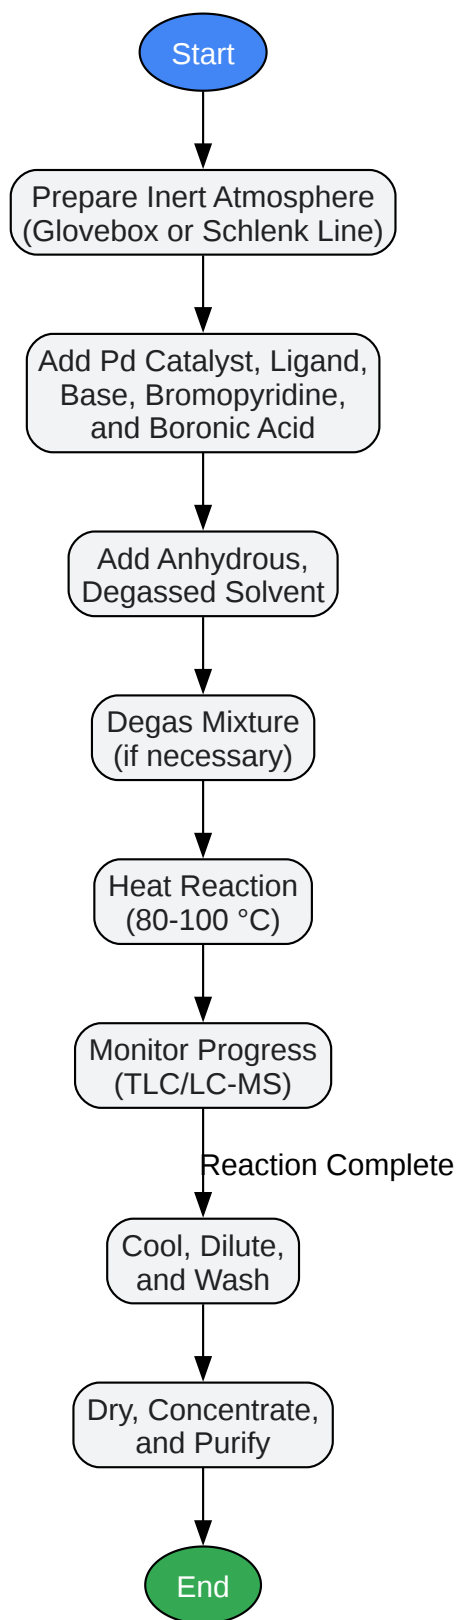 Start
Prepare Inert Atmosphere
(Glovebox or Schlenk Line)
Add Pd Catalyst, Ligand,
Base, Bromopyridine,
and Boronic Acid
Add Anhydrous,
Degassed Solvent
Degas Mixture
(if necessary)
Heat Reaction
(80-100 °C)
Monitor Progress
(TLC/LC-MS)
Reaction Complete
Cool, Dilute,
and Wash
Dry, Concentrate,
and Purify
End